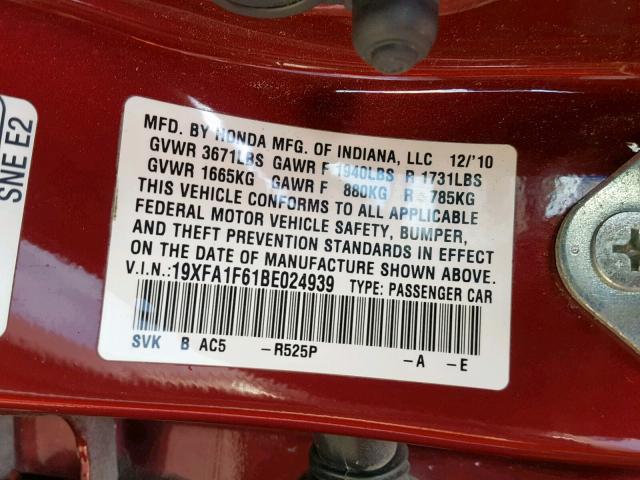 MFD. BY HONDA MFG. OF INDIANA, LLC 12/'10
GVWR 3671LBS GAWR F 1940LBS R 1731LBS
GVWR 1665KG GAWR F 880KG R 785KG
THIS VEHICLE CONFORMS TO ALL APPLICABLE
FEDERAL MOTOR VEHICLE SAFETY, BUMPER,
AND THEFT PREVENTION STANDARDS IN EFFECT
ON THE DATE OF MANUFACTURE SHOWN ABOVE.
V.I.N.:19XFA1F61BE024939 TYPE: PASSENGER CAR
SVK B AC5 -R525P -A -E
SNE E2